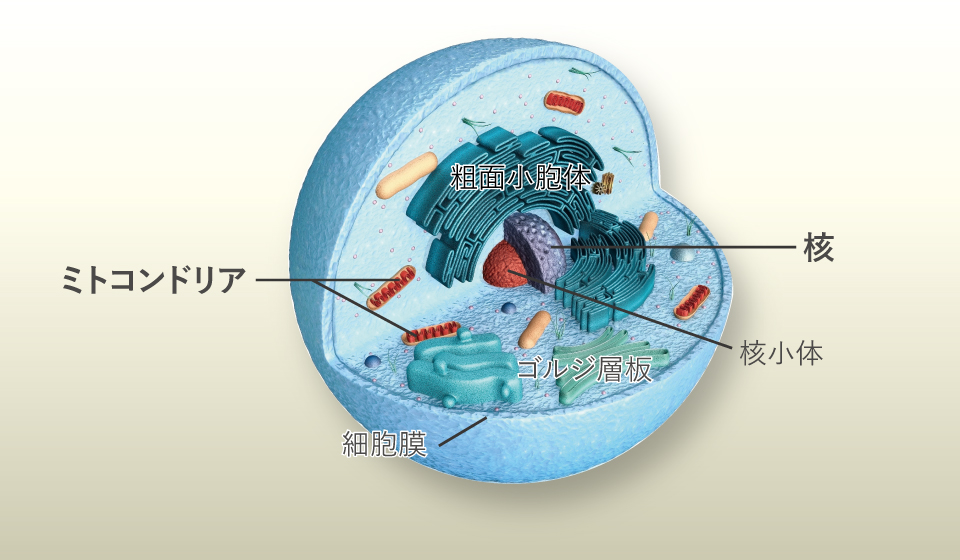 粗面小胞体
核
ミトコンドリア
核小体
ゴルジ層板
細胞膜